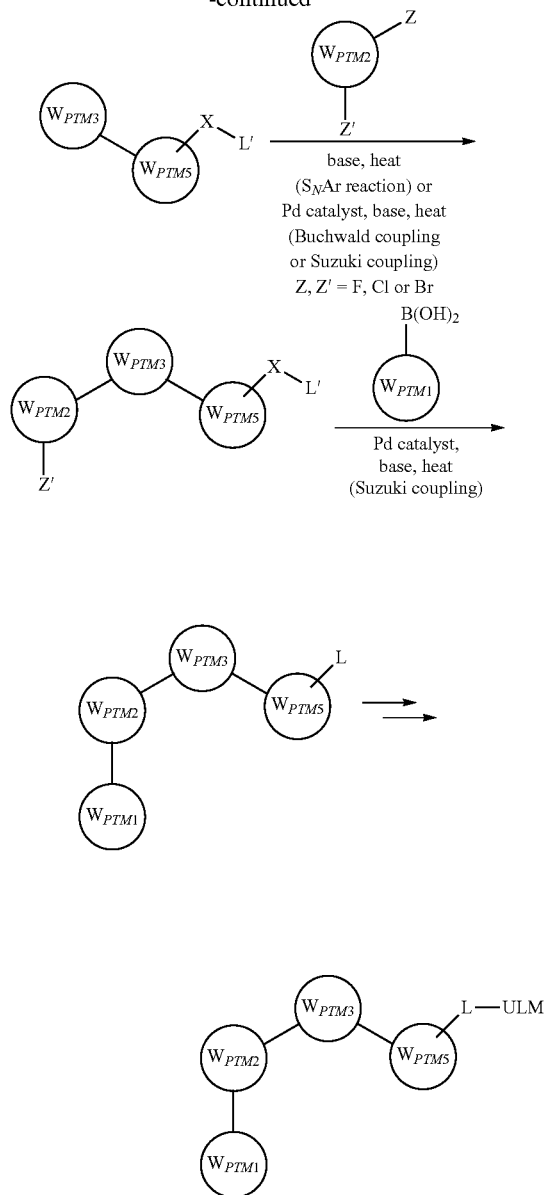 -continued
Z
W_PTM2
Z'
W_PTM3
X
L'
W_PTM5
base, heat
(S_NAr reaction) or
Pd catalyst, base, heat
(Buchwald coupling
or Suzuki coupling)
Z, Z' = F, Cl or Br
B(OH)_2
W_PTM3
X
L'
W_PTM2
W_PTM5
W_PTM1
Z'
Pd catalyst,
base, heat
(Suzuki coupling)
W_PTM3
L
W_PTM2
W_PTM5
W_PTM1
W_PTM3
L—ULM
W_PTM2
W_PTM5
W_PTM1